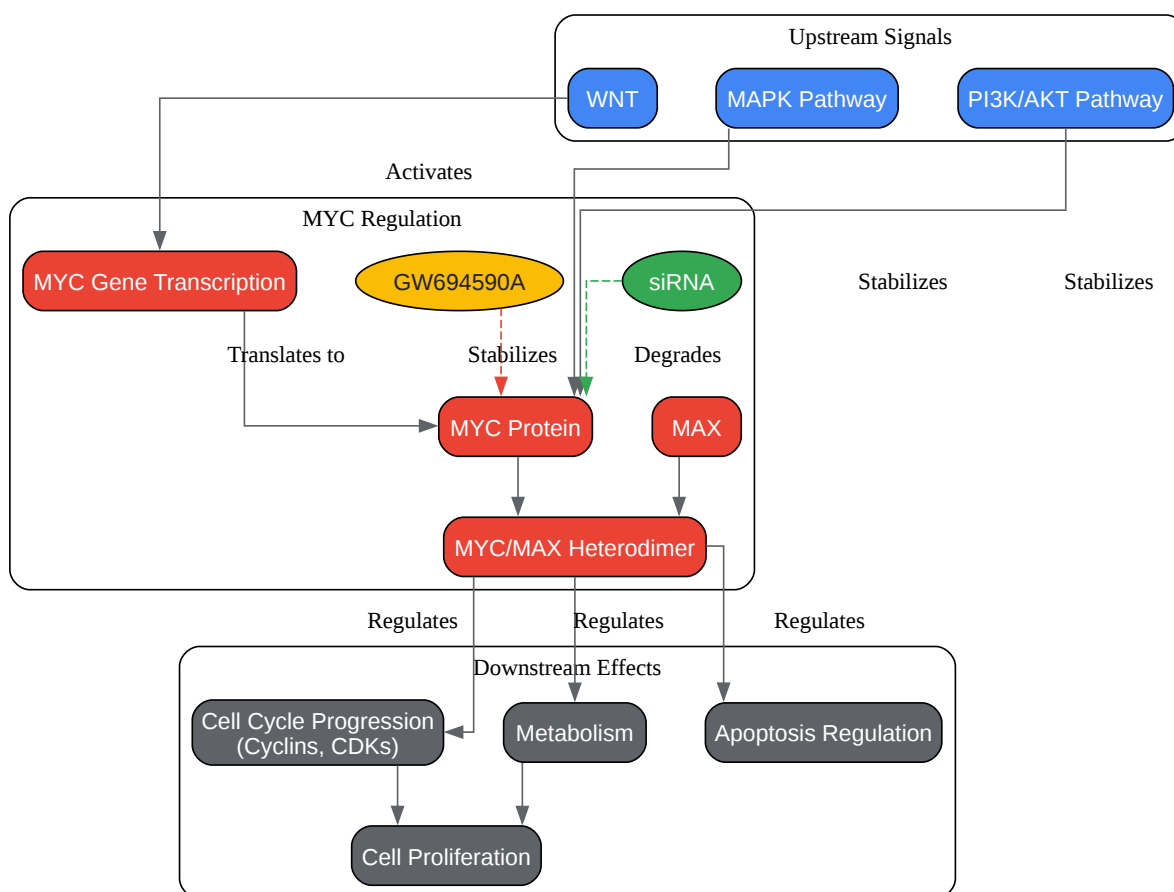 Upstream Signals
WNT
MAPK Pathway
PI3K/AKT Pathway
Activates
MYC Regulation
MYC Gene Transcription
GW694590A
siRNA
Stabilizes
Stabilizes
Translates to
Stabilizes
Degrades
MYC Protein
MAX
MYC/MAX Heterodimer
Regulates
Regulates
Regulates
Downstream Effects
Cell Cycle Progression
(Cyclins, CDKs)
Metabolism
Apoptosis Regulation
Cell Proliferation